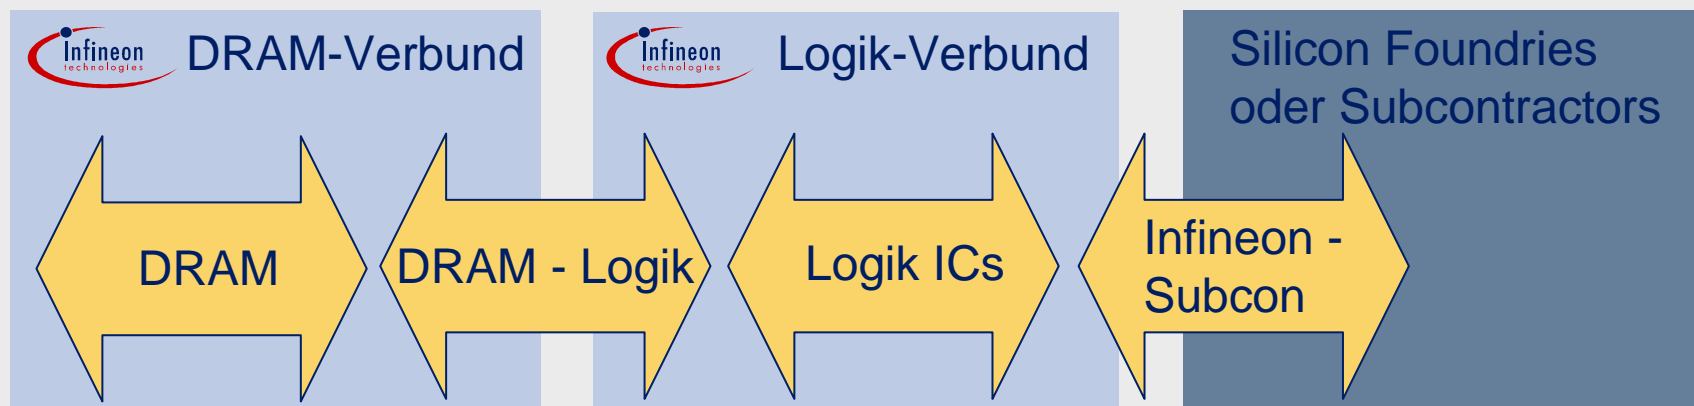 Infineon
technologies
DRAM-Verbund
Infineon
technologies
Logik-Verbund
Silicon Foundries
oder Subcontractors
DRAM
DRAM - Logik
Logik ICs
Infineon -
Subcon